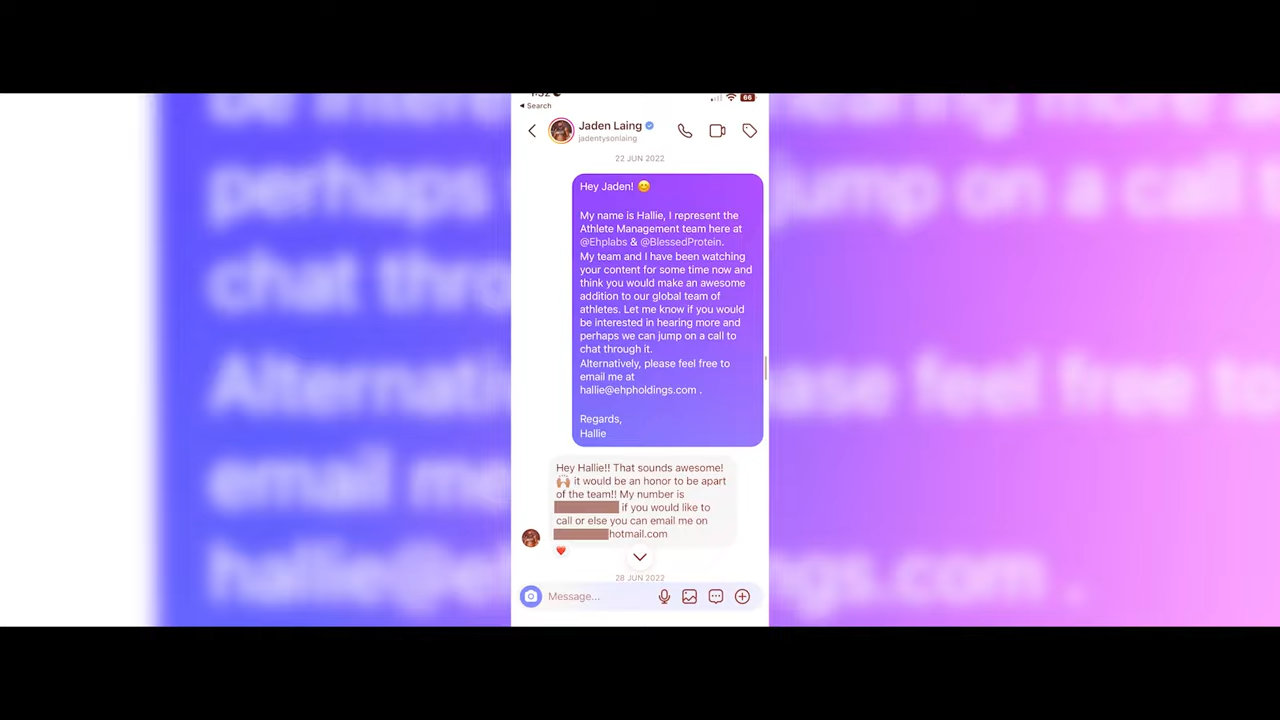 Search
66
Jaden Laing
jadentysonlaing
22 JUN 2022
Hey Jaden! 😊
My name is Hallie, I represent the
Athlete Management team here at
@Ehplabs & @BlessedProtein.
My team and I have been watching
your content for some time now and
think you would make an awesome
addition to our global team of
athletes. Let me know if you would
be interested in hearing more and
perhaps we can jump on a call to
chat through it.
Alternatively, please feel free to
email me at
hallie@ehpholdings.com .
Regards,
Hallie
Hey Hallie!! That sounds awesome!
🙌🏽 it would be an honor to be apart
of the team!! My number is
if you would like to
call or else you can email me on
hotmail.com
28 JUN 2022
Message...